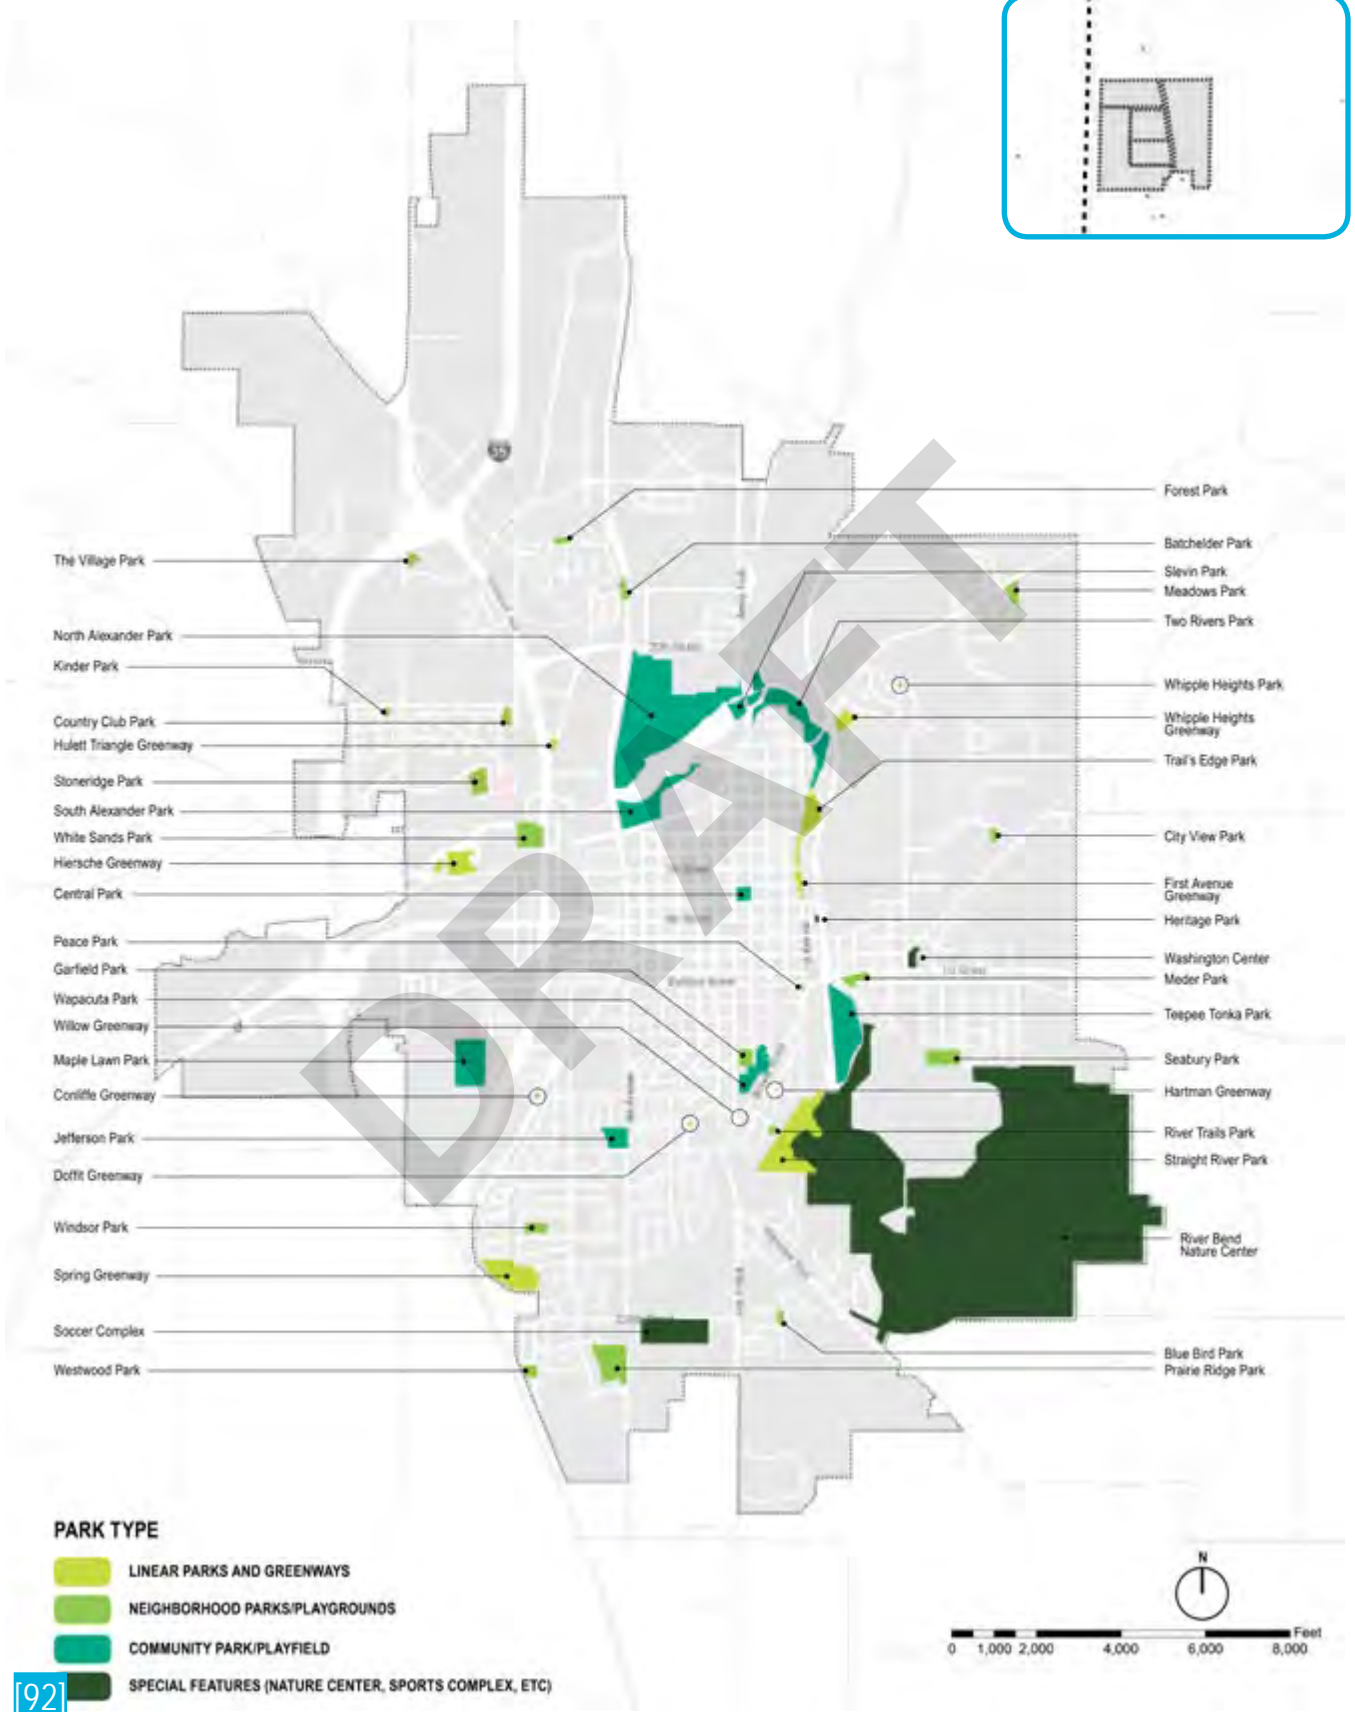 35
Forest Park
Batchelder Park
Slevin Park
Meadows Park
Two Rivers Park
Whipple Heights Park
Whipple Heights
Greenway
Trail's Edge Park
City View Park
First Avenue
Greenway
Heritage Park
Washington Center
Meder Park
Teepee Tonka Park
Seabury Park
Hartman Greenway
River Trails Park
Straight River Park
River Bend
Nature Center
Blue Bird Park
Prairie Ridge Park
The Village Park
North Alexander Park
Kinder Park
Country Club Park
Hulett Triangle Greenway
Stoneridge Park
South Alexander Park
White Sands Park
Hiersche Greenway
Central Park
Peace Park
Garfield Park
Wapacuta Park
Willow Greenway
Maple Lawn Park
Conliffe Greenway
Jefferson Park
Doffit Greenway
Windsor Park
Spring Greenway
Soccer Complex
Westwood Park
DRAFT
PARK TYPE
LINEAR PARKS AND GREENWAYS
NEIGHBORHOOD PARKS/PLAYGROUNDS
COMMUNITY PARK/PLAYFIELD
SPECIAL FEATURES (NATURE CENTER, SPORTS COMPLEX, ETC)
N
Feet
0 1,000 2,000 4,000 6,000 8,000
[92]